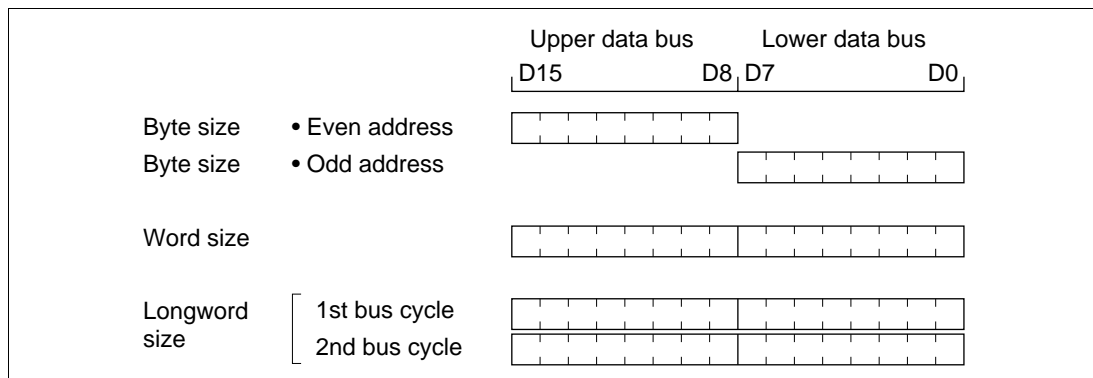 Upper data bus Lower data bus
D15 D8 D7 D0
Byte size • Even address
Byte size • Odd address
Word size
Longword size
1st bus cycle
2nd bus cycle